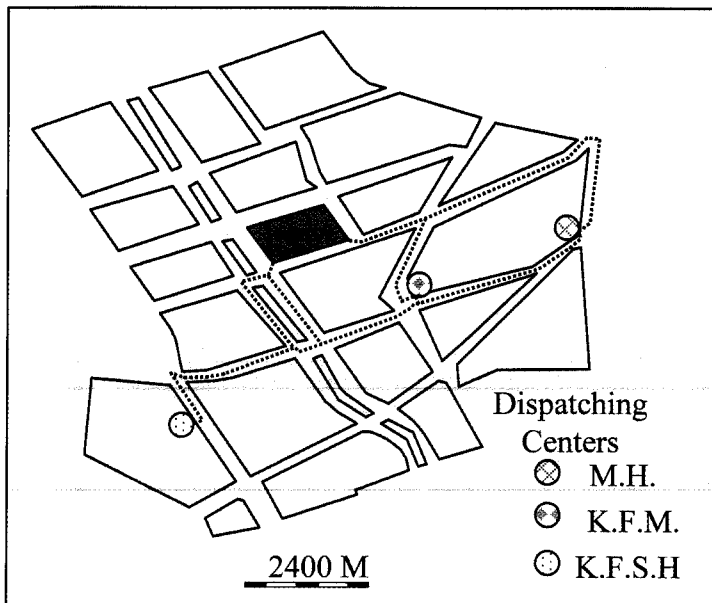 Dispatching
Centers
M.H.
K.F.M.
K.F.S.H
2400 M